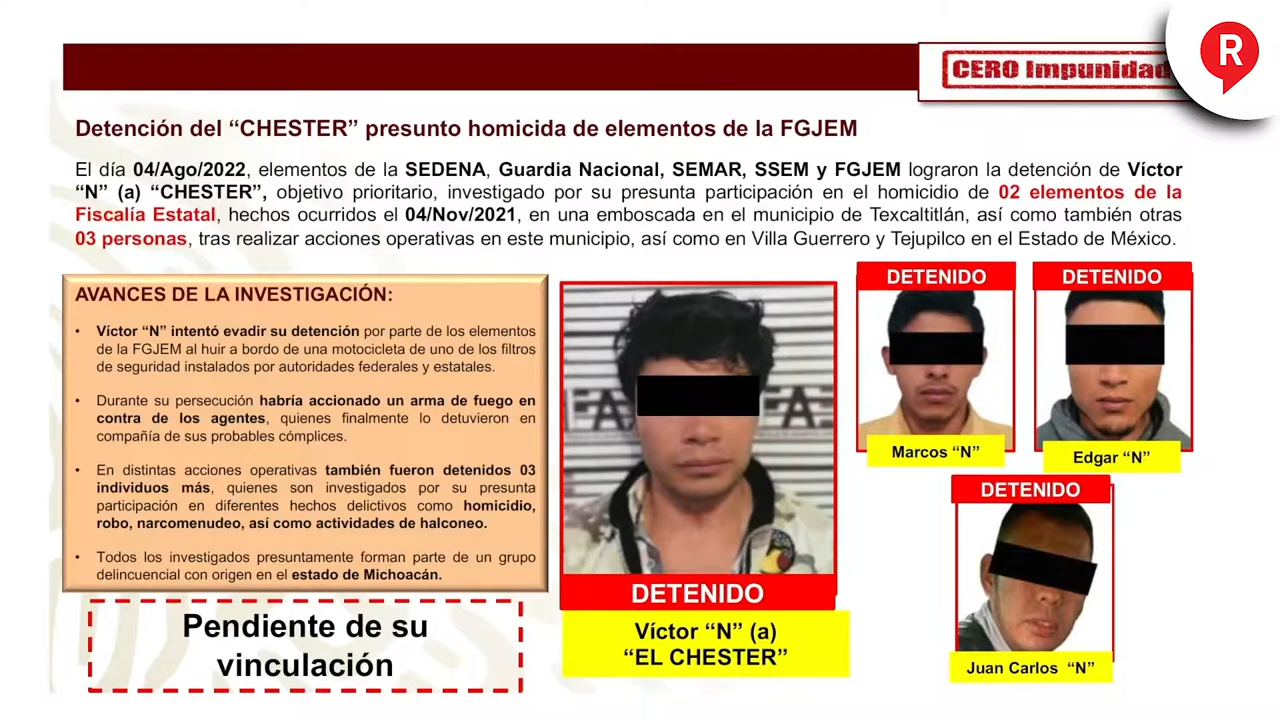 R
CERO Impunidad
Detención del “CHESTER” presunto homicida de elementos de la FGJEM
El día 04/Ago/2022, elementos de la SEDENA, Guardia Nacional, SEMAR, SSEM y FGJEM lograron la detención de Víctor
“N” (a) “CHESTER”, objetivo prioritario, investigado por su presunta participación en el homicidio de 02 elementos de la
Fiscalía Estatal, hechos ocurridos el 04/Nov/2021, en una emboscada en el municipio de Texcaltitlán, así como también otras
03 personas, tras realizar acciones operativas en este municipio, así como en Villa Guerrero y Tejupilco en el Estado de México.
AVANCES DE LA INVESTIGACIÓN:
• Víctor “N” intentó evadir su detención por parte de los elementos
de la FGJEM al huir a bordo de una motocicleta de uno de los filtros
de seguridad instalados por autoridades federales y estatales.
• Durante su persecución habría accionado un arma de fuego en
contra de los agentes, quienes finalmente lo detuvieron en
compañía de sus probables cómplices.
• En distintas acciones operativas también fueron detenidos 03
individuos más, quienes son investigados por su presunta
participación en diferentes hechos delictivos como homicidio,
robo, narcomenudeo, así como actividades de halconeo.
• Todos los investigados presuntamente forman parte de un grupo
delincuencial con origen en el estado de Michoacán.
Pendiente de su
vinculación
DETENIDO
Víctor “N” (a)
“EL CHESTER”
DETENIDO
Marcos “N”
DETENIDO
Edgar “N”
DETENIDO
Juan Carlos “N”